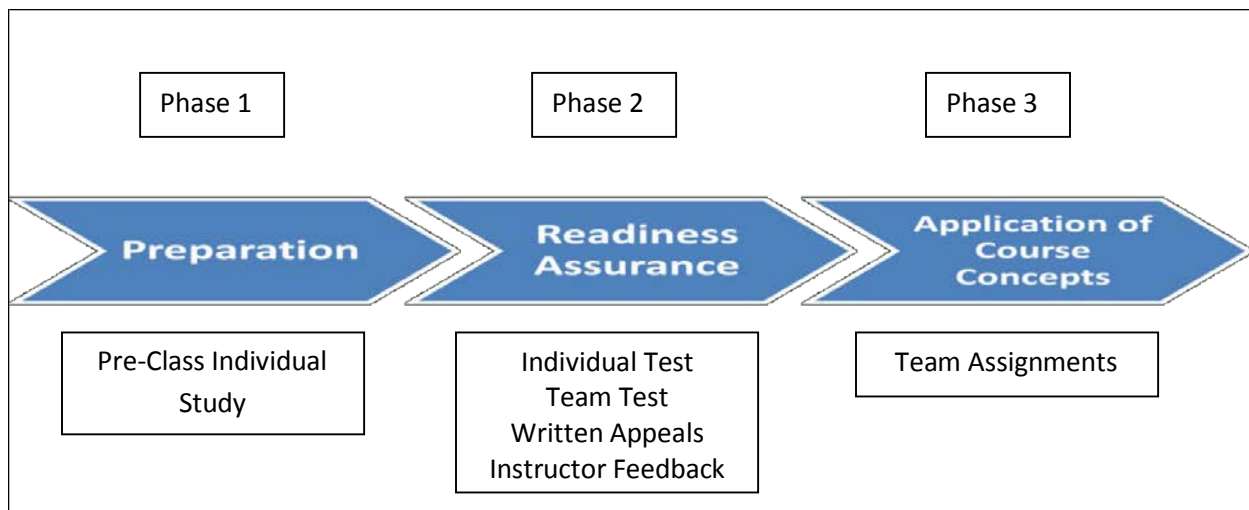 Phase 1
Phase 2
Phase 3
Preparation
Readiness
Assurance
Application of
Course
Concepts
Pre-Class Individual
Study
Individual Test
Team Test
Written Appeals
Instructor Feedback
Team Assignments